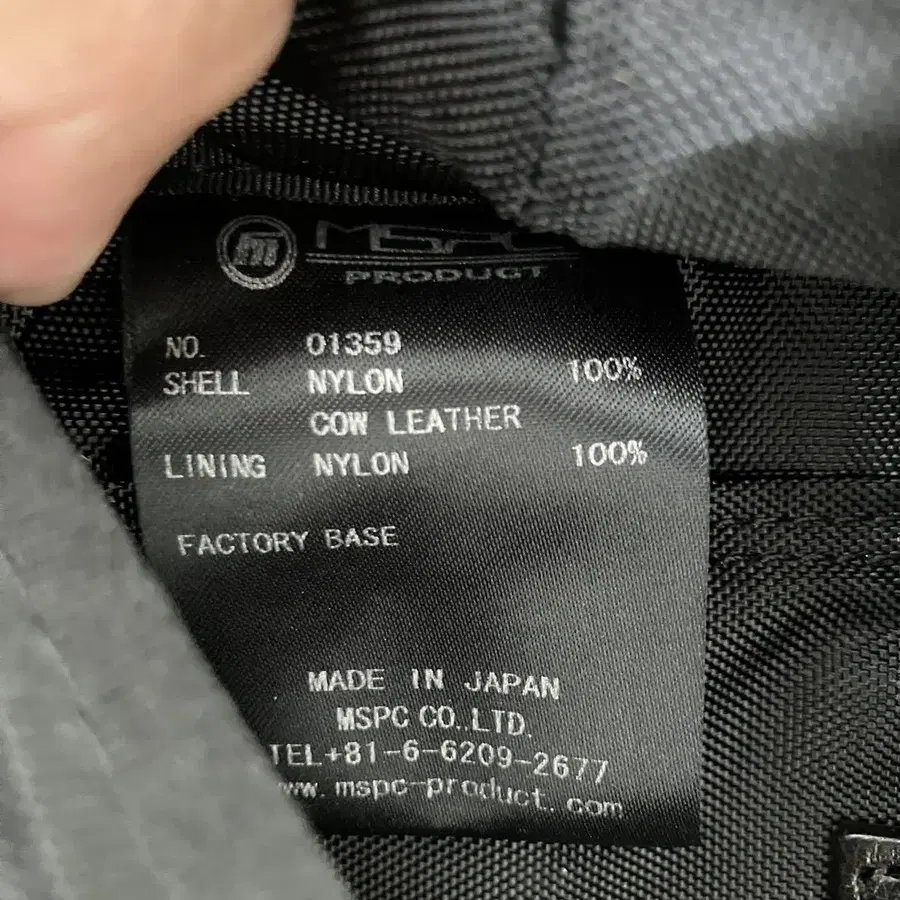 m MSPC
PRODUCT
NO. 01359
SHELL NYLON 100%
COW LEATHER
LINING NYLON 100%
FACTORY BASE
MADE IN JAPAN
MSPC CO.,LTD.
TEL+81-6-6209-2677
www.mspc-product.com